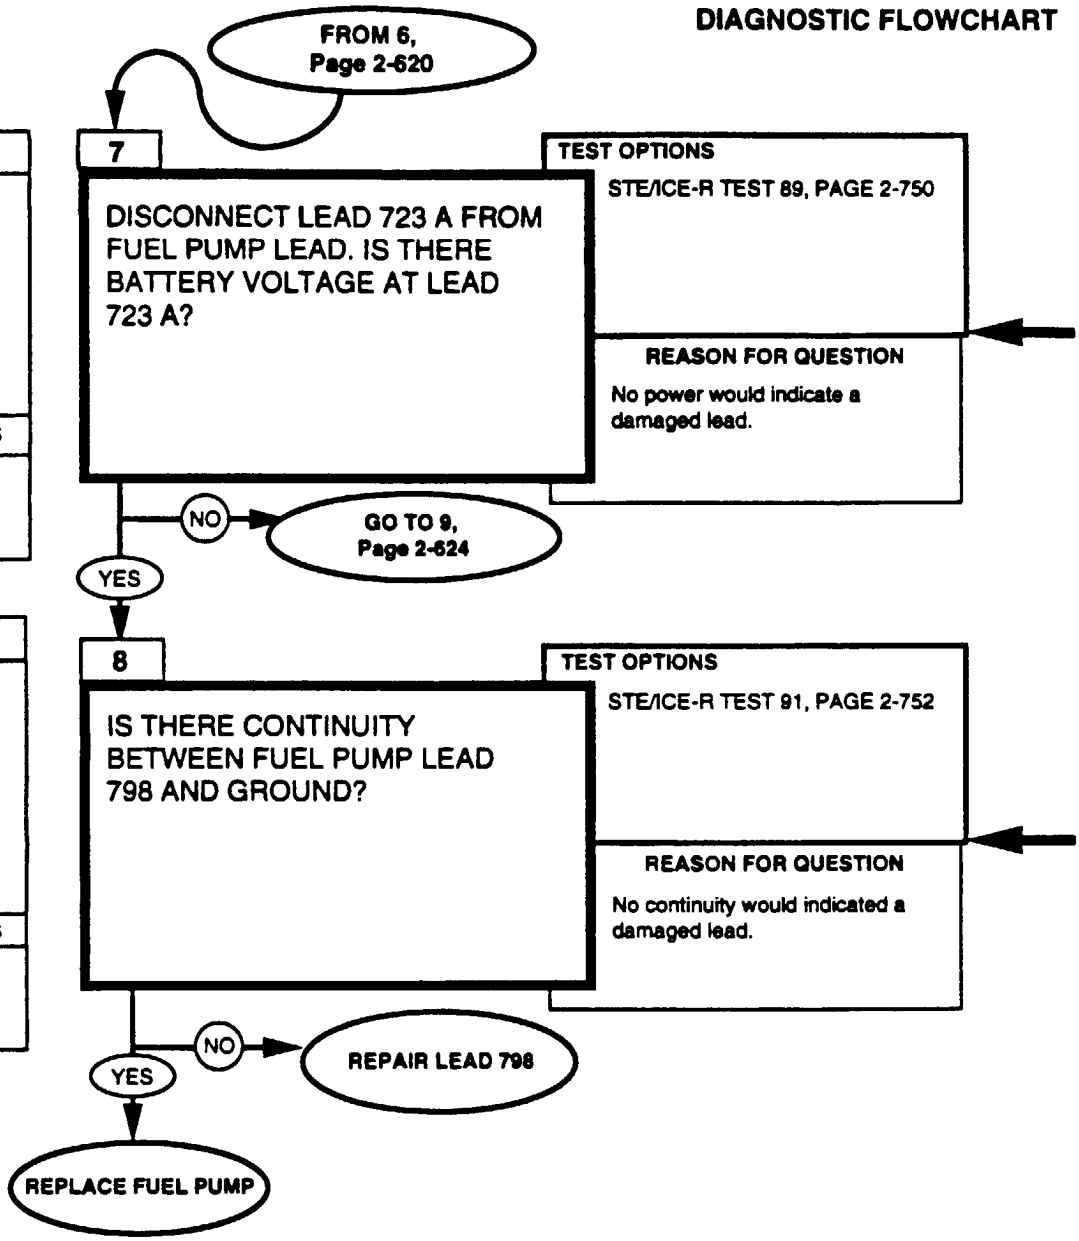 DIAGNOSTIC FLOWCHART
FROM 6,
Page 2-620
7
TEST OPTIONS
STE/ICE-R TEST 89, PAGE 2-750
DISCONNECT LEAD 723 A FROM
FUEL PUMP LEAD. IS THERE
BATTERY VOLTAGE AT LEAD
723 A?
REASON FOR QUESTION
No power would indicate a
damaged lead.
NO
GO TO 9,
Page 2-624
YES
8
TEST OPTIONS
STE/ICE-R TEST 91, PAGE 2-752
IS THERE CONTINUITY
BETWEEN FUEL PUMP LEAD
798 AND GROUND?
REASON FOR QUESTION
No continuity would indicated a
damaged lead.
NO
REPAIR LEAD 798
YES
REPLACE FUEL PUMP